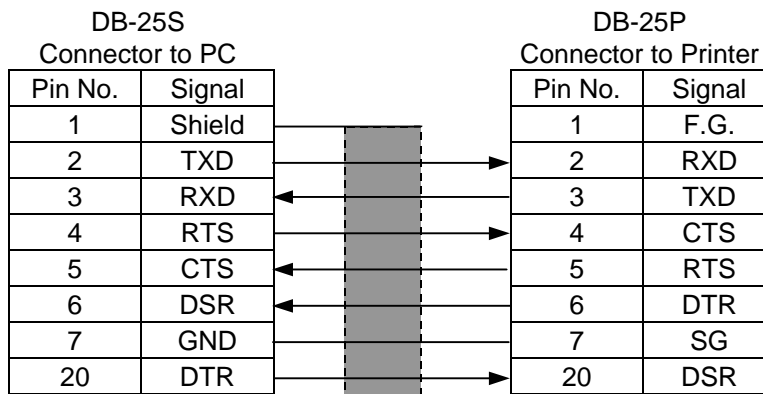 DB-25S DB-25P
Connector to PC Connector to Printer
Pin No. Signal Pin No. Signal
1 Shield 1 F.G.
2 TXD 2 RXD
3 RXD 3 TXD
4 RTS 4 CTS
5 CTS 5 RTS
6 DSR 6 DTR
7 GND 7 SG
20 DTR 20 DSR